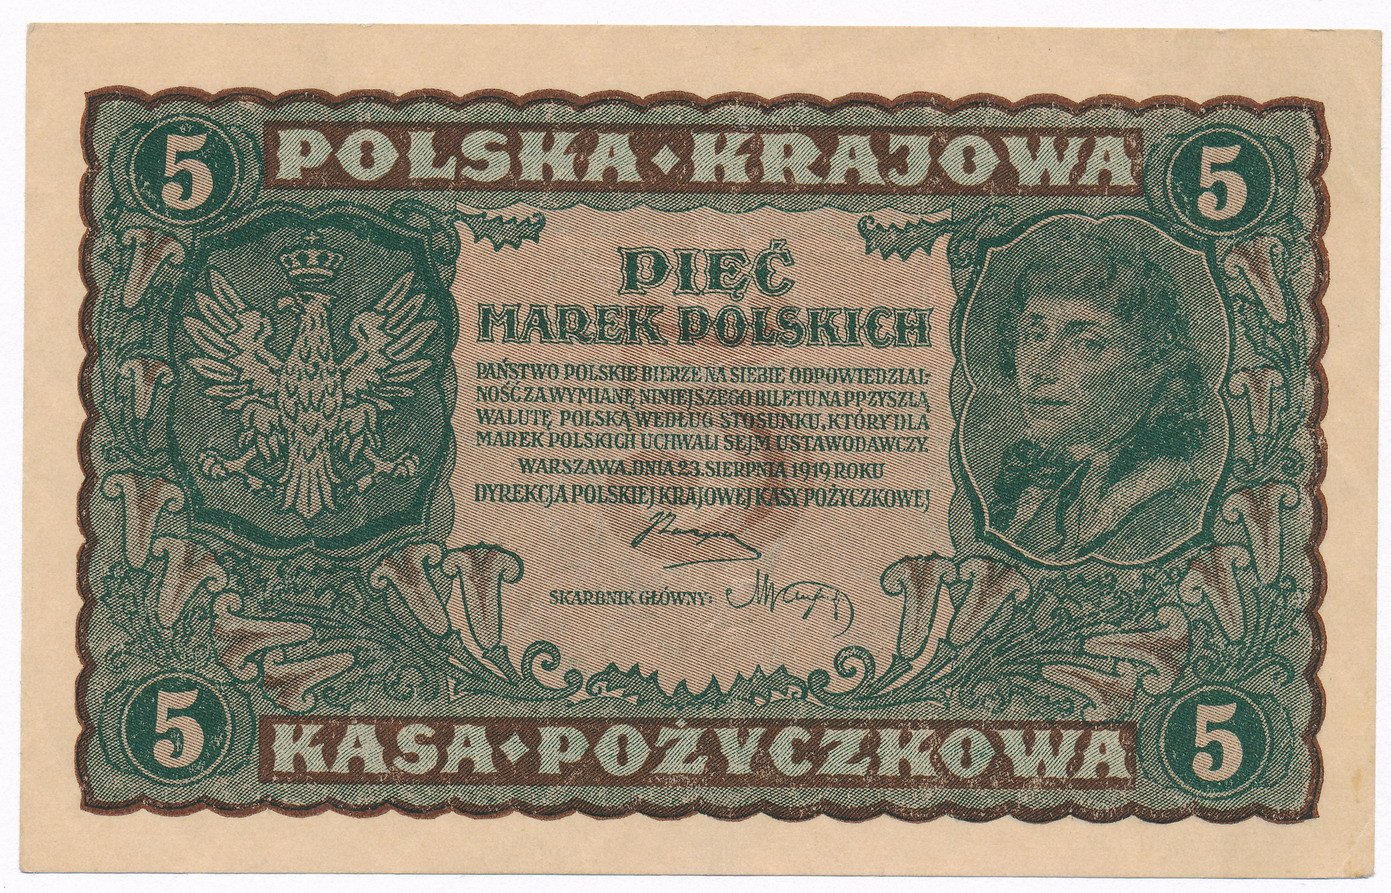 5 POLSKA · KRAJOWA 5
PIĘĆ
MAREK POLSKICH
PAŃSTWO POLSKIE BIERZE NA SIEBIE ODPOWIEDZIAL-
NOŚĆ ZA WYMIANĘ NINIEJSZEGO BILETU NA PRZYSZŁĄ
WALUTĘ POLSKĄ WEDŁUG STOSUNKU, KTÓRY DLA
MAREK POLSKICH UCHWALI SEJM USTAWODAWCZY.
WARSZAWA, DNIA 23. SIERPNIA 1919 ROKU
DYREKCJA POLSKIEJ KRAJOWEJ KASY POŻYCZKOWEJ
SKARBNIK GŁÓWNY:
5 KASA · POŻYCZKOWA 5